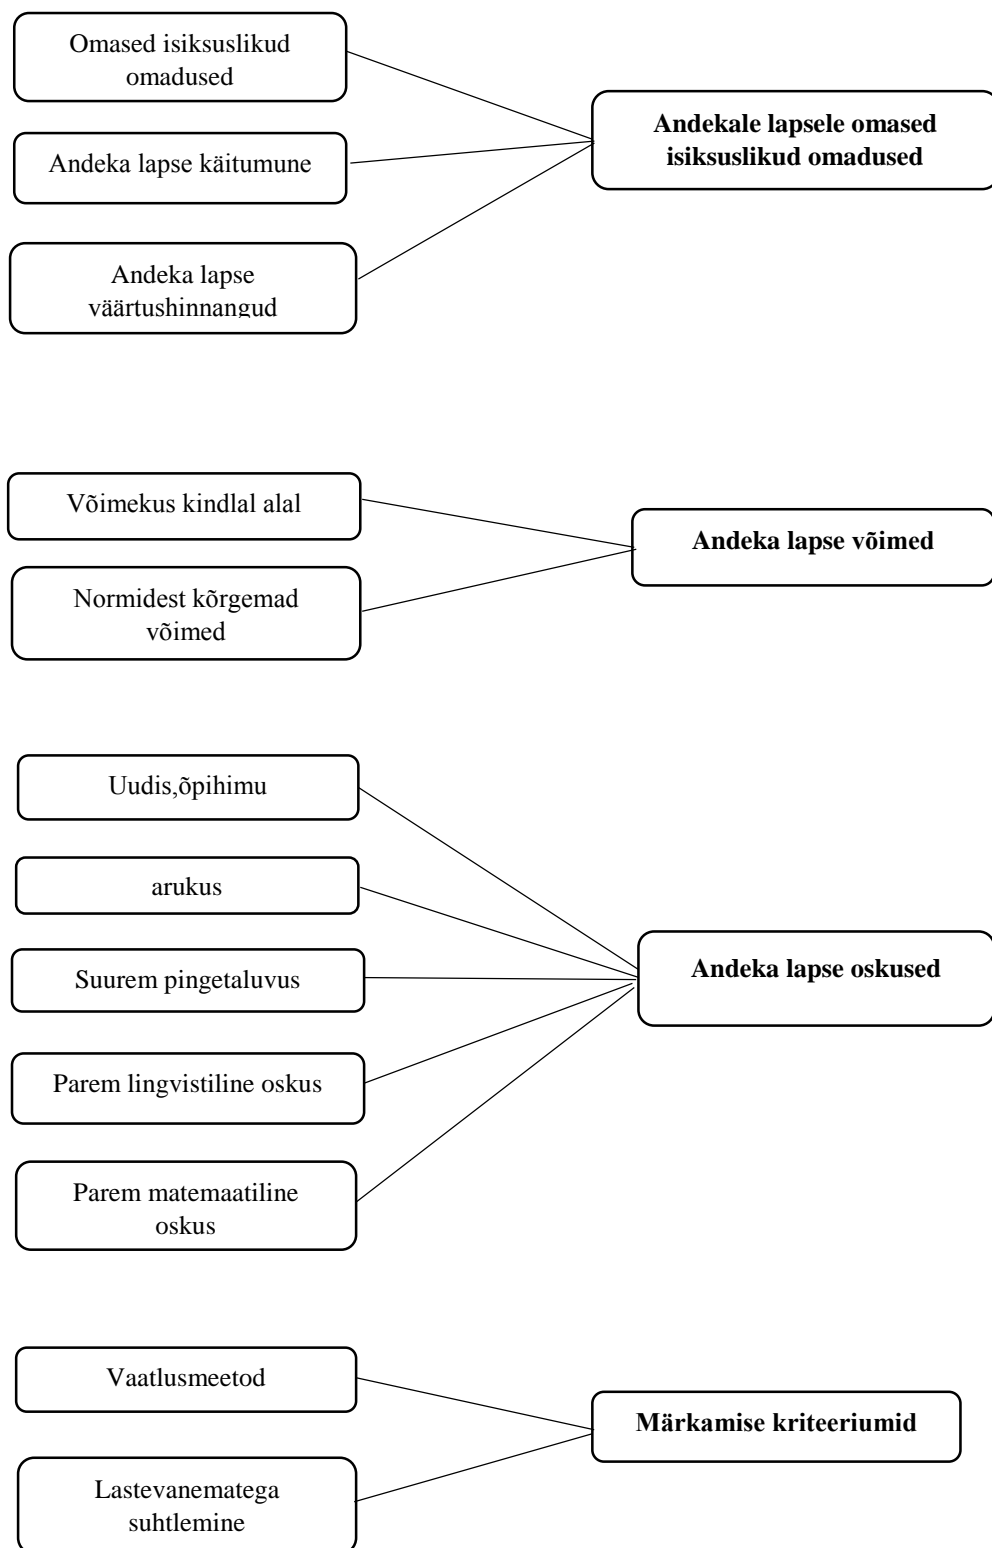 Omased isiksuslikud
omadused
Andekale lapsele omased
isiksuslikud omadused
Andeka lapse käitumune
Andeka lapse
väärtushinnangud
Võimekus kindlal alal
Andeka lapse võimed
Normidest kõrgemad
võimed
Uudis,õpihimu
arukus
Andeka lapse oskused
Suurem pingetaluvus
Parem lingvistiline oskus
Parem matemaatiline
oskus
Vaatlusmeetod
Märkamise kriteeriumid
Lastevanematega
suhtlemine